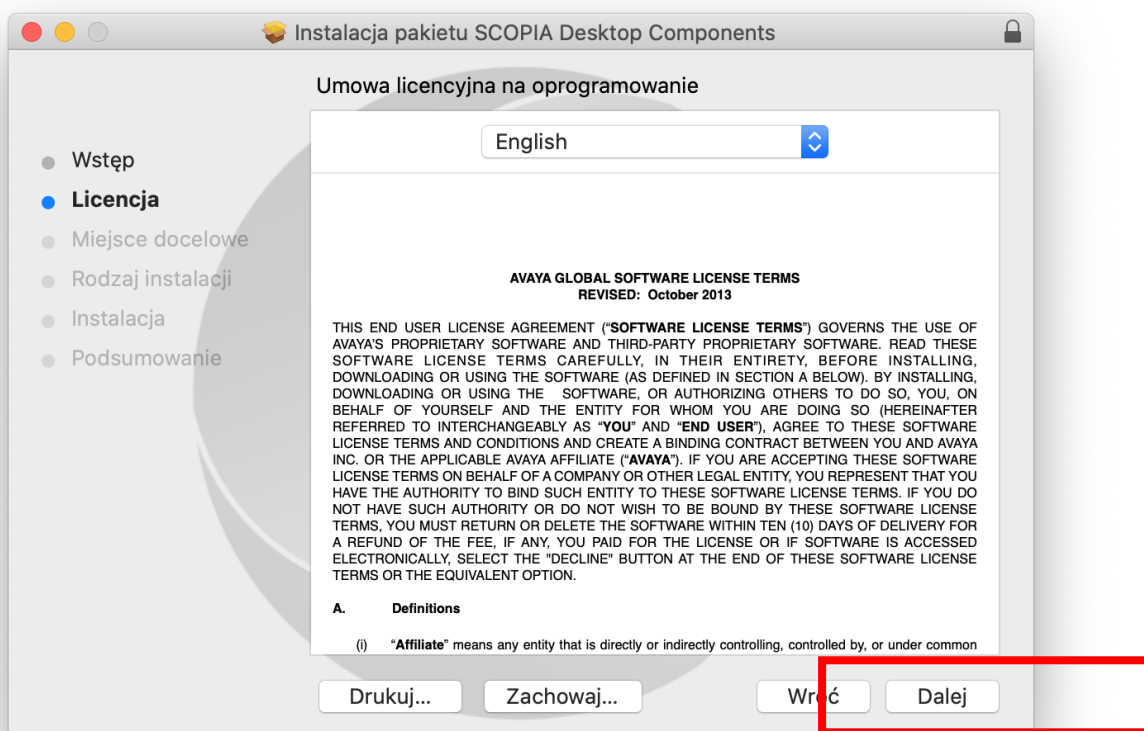 Instalacja pakietu SCOPIA Desktop Components
Umowa licencyjna na oprogramowanie
Wstęp
Licencja
Miejsce docelowe
Rodzaj instalacji
Instalacja
Podsumowanie
English
AVAYA GLOBAL SOFTWARE LICENSE TERMS
REVISED: October 2013
THIS END USER LICENSE AGREEMENT (“SOFTWARE LICENSE TERMS”) GOVERNS THE USE OF
AVAYA'S PROPRIETARY SOFTWARE AND THIRD-PARTY PROPRIETARY SOFTWARE. READ THESE
SOFTWARE LICENSE TERMS CAREFULLY, IN THEIR ENTIRETY, BEFORE INSTALLING,
DOWNLOADING OR USING THE SOFTWARE (AS DEFINED IN SECTION A BELOW). BY INSTALLING,
DOWNLOADING OR USING THE SOFTWARE, OR AUTHORIZING OTHERS TO DO SO, YOU, ON
BEHALF OF YOURSELF AND THE ENTITY FOR WHOM YOU ARE DOING SO (HEREINAFTER
REFERRED TO INTERCHANGEABLY AS “YOU” AND “END USER”), AGREE TO THESE SOFTWARE
LICENSE TERMS AND CONDITIONS AND CREATE A BINDING CONTRACT BETWEEN YOU AND AVAYA
INC. OR THE APPLICABLE AVAYA AFFILIATE (“AVAYA”). IF YOU ARE ACCEPTING THESE SOFTWARE
LICENSE TERMS ON BEHALF OF A COMPANY OR OTHER LEGAL ENTITY, YOU REPRESENT THAT YOU
HAVE THE AUTHORITY TO BIND SUCH ENTITY TO THESE SOFTWARE LICENSE TERMS. IF YOU DO
NOT HAVE SUCH AUTHORITY OR DO NOT WISH TO BE BOUND BY THESE SOFTWARE LICENSE
TERMS, YOU MUST RETURN OR DELETE THE SOFTWARE WITHIN TEN (10) DAYS OF DELIVERY FOR
A REFUND OF THE FEE, IF ANY, YOU PAID FOR THE LICENSE OR IF SOFTWARE IS ACCESSED
ELECTRONICALLY, SELECT THE "DECLINE" BUTTON AT THE END OF THESE SOFTWARE LICENSE
TERMS OR THE EQUIVALENT OPTION.
A. Definitions
(i) “Affiliate” means any entity that is directly or indirectly controlling, controlled by, or under common
Drukuj... Zachowaj... Wróć Dalej